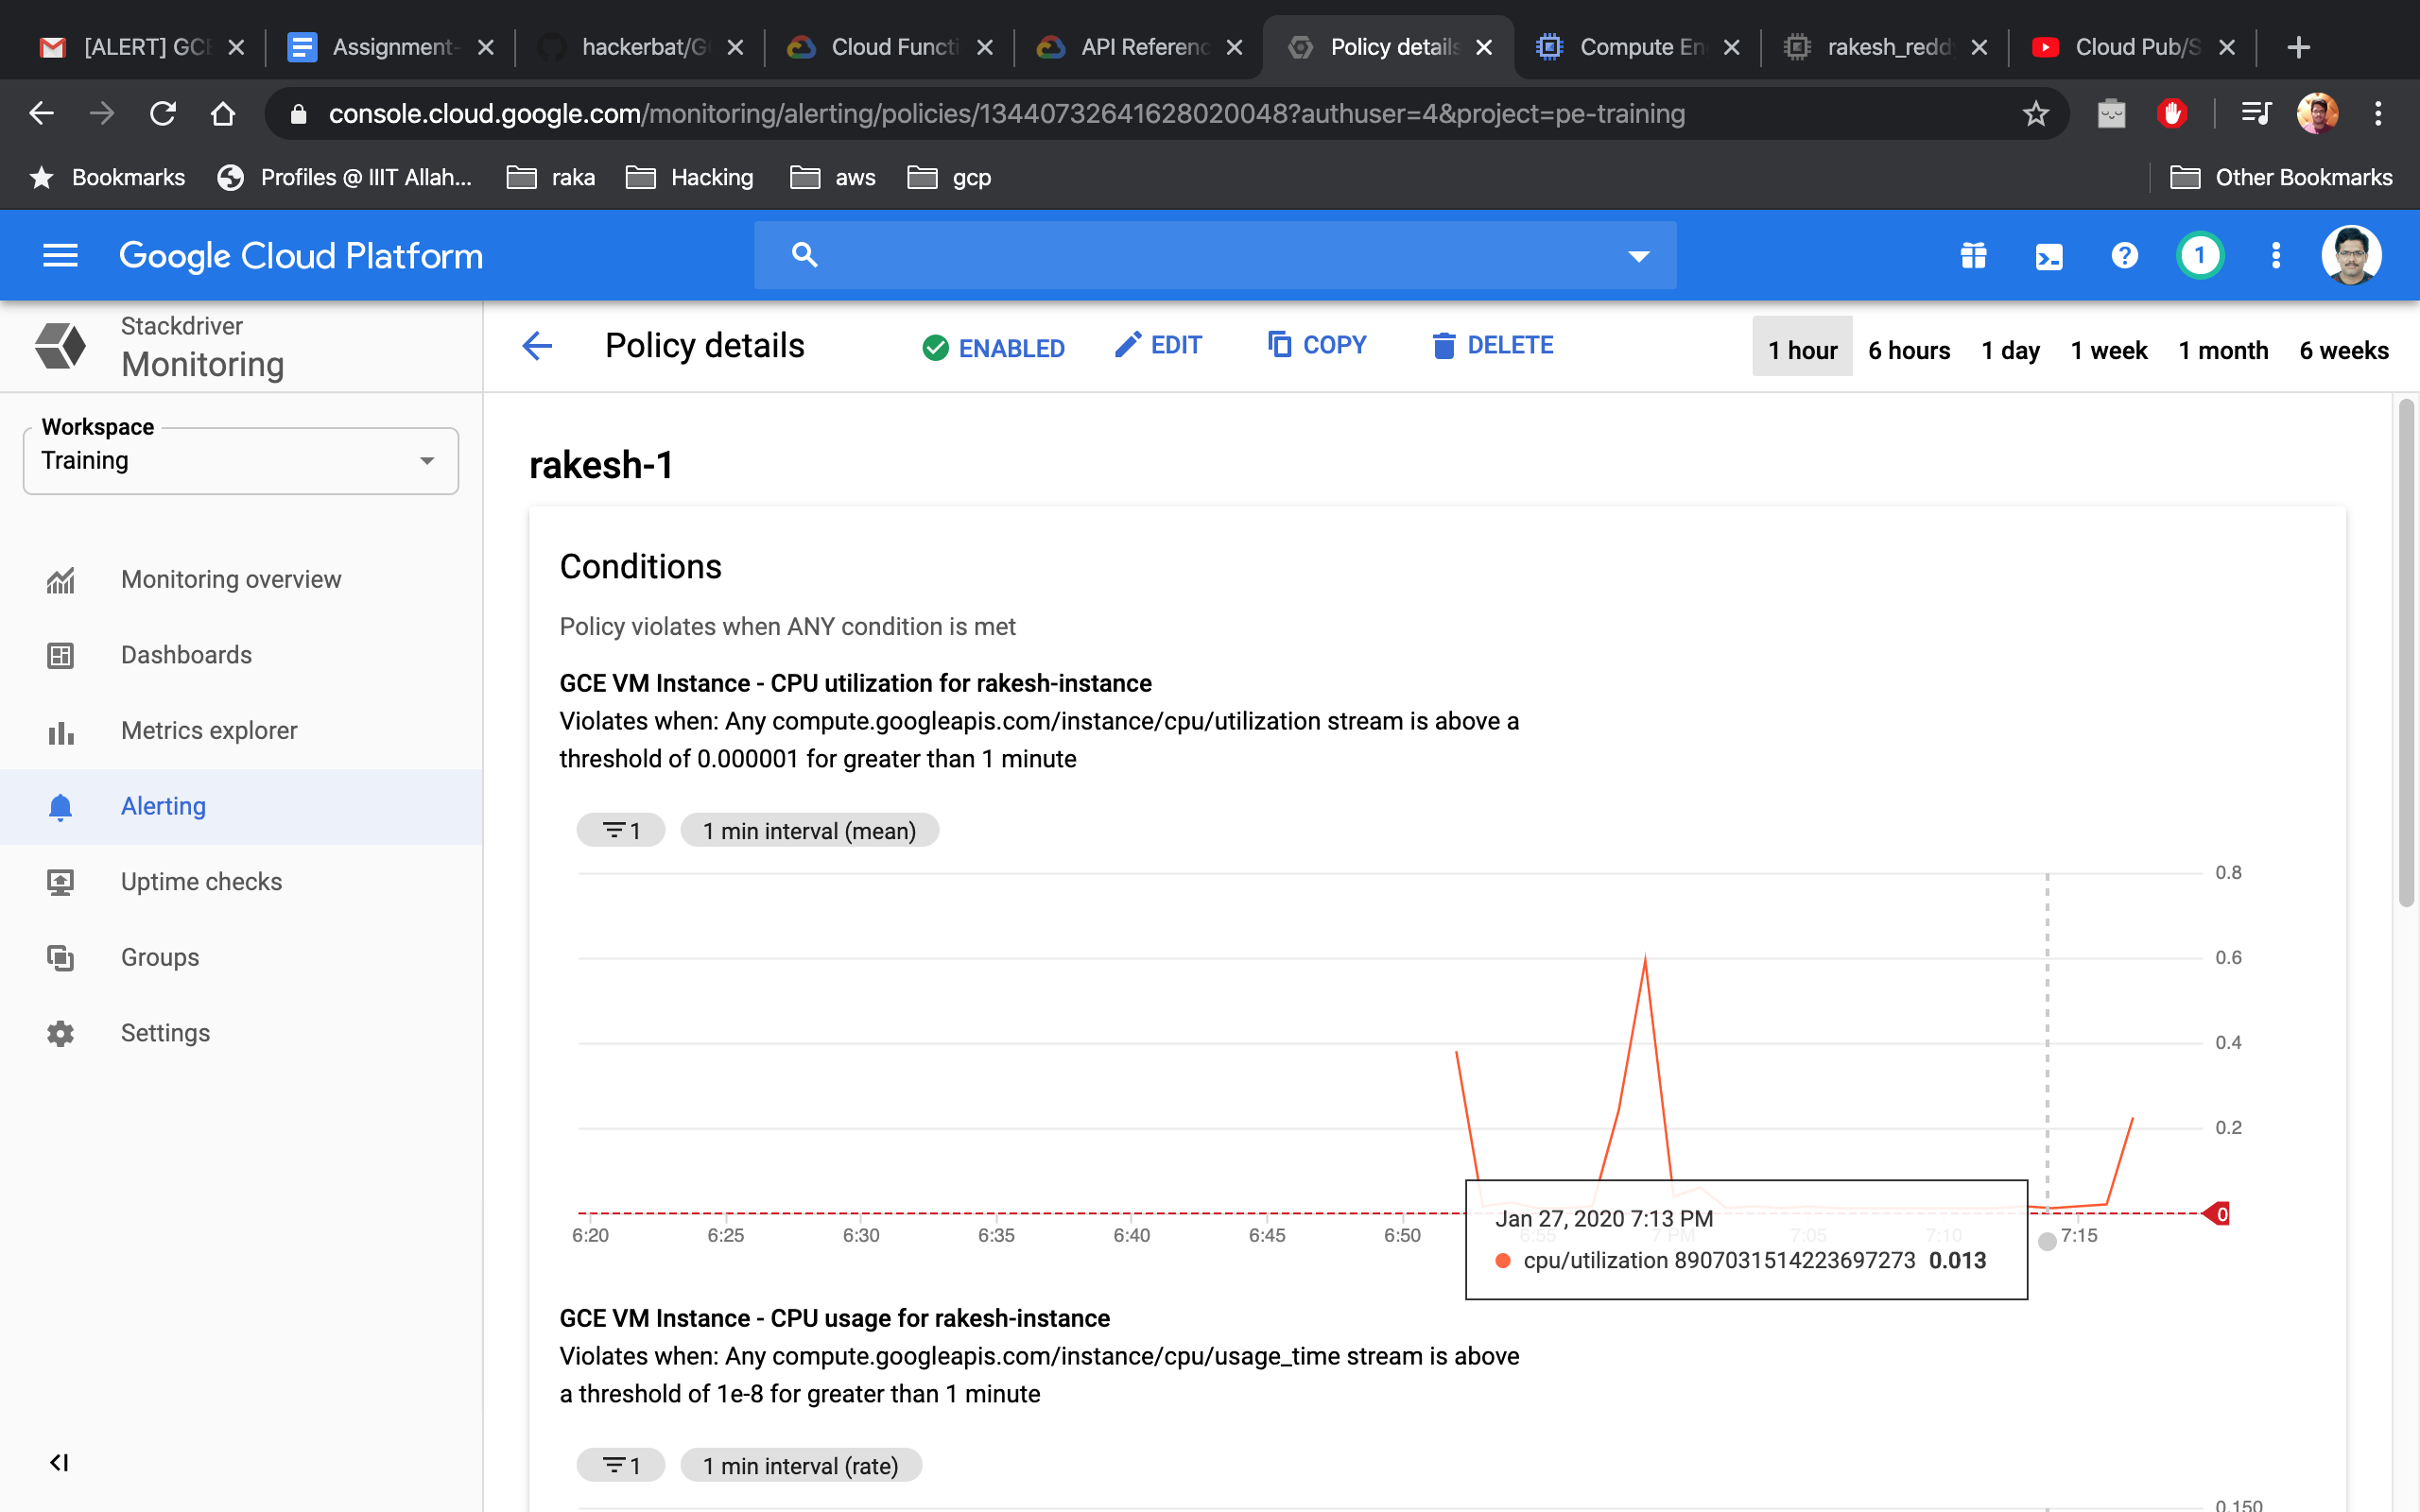 [ALERT] GCE
Assignment-
hackerbat/G
Cloud Functi
API Referenc
Policy details
Compute En
rakesh_reddy
Cloud Pub/S
console.cloud.google.com/monitoring/alerting/policies/13440732641628020048?authuser=4&project=pe-training
Bookmarks
Profiles @ IIIT Allah...
raka
Hacking
aws
gcp
Other Bookmarks
Google Cloud Platform
1
Stackdriver
Monitoring
Policy details
ENABLED
EDIT
COPY
DELETE
1 hour
6 hours
1 day
1 week
1 month
6 weeks
Workspace
Training
Monitoring overview
Dashboards
Metrics explorer
Alerting
Uptime checks
Groups
Settings
rakesh-1
Conditions
Policy violates when ANY condition is met
GCE VM Instance - CPU utilization for rakesh-instance
Violates when: Any compute.googleapis.com/instance/cpu/utilization stream is above a
threshold of 0.000001 for greater than 1 minute
1
1 min interval (mean)
0.8
0.6
0.4
0.2
0
6:20
6:25
6:30
6:35
6:40
6:45
6:50
6:55
7 PM
7:05
7:10
7:15
Jan 27, 2020 7:13 PM
cpu/utilization 8907031514223697273 0.013
GCE VM Instance - CPU usage for rakesh-instance
Violates when: Any compute.googleapis.com/instance/cpu/usage_time stream is above
a threshold of 1e-8 for greater than 1 minute
1
1 min interval (rate)
0.150